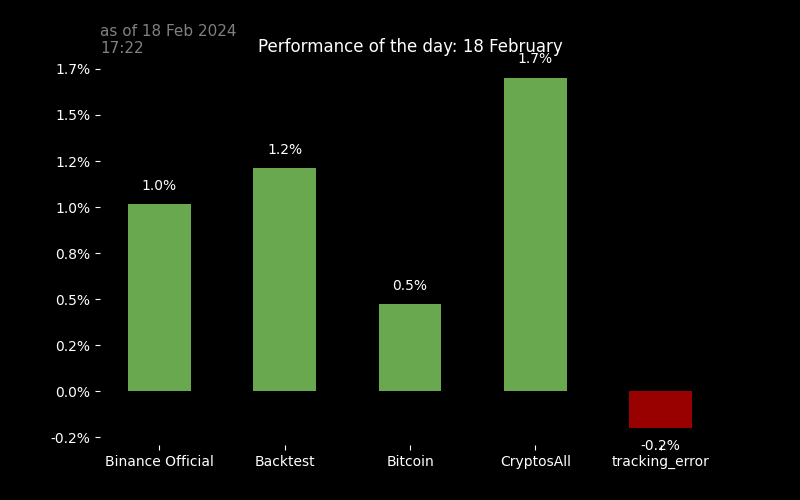 as of 18 Feb 2024
17:22
Performance of the day: 18 February
1.7%
1.7%
1.5%
1.2%
1.2%
1.0%
1.0%
0.8%
0.5%
0.5%
0.2%
0.0%
-0.2%
-0.2%
Binance Official
Backtest
Bitcoin
CryptosAll
tracking_error